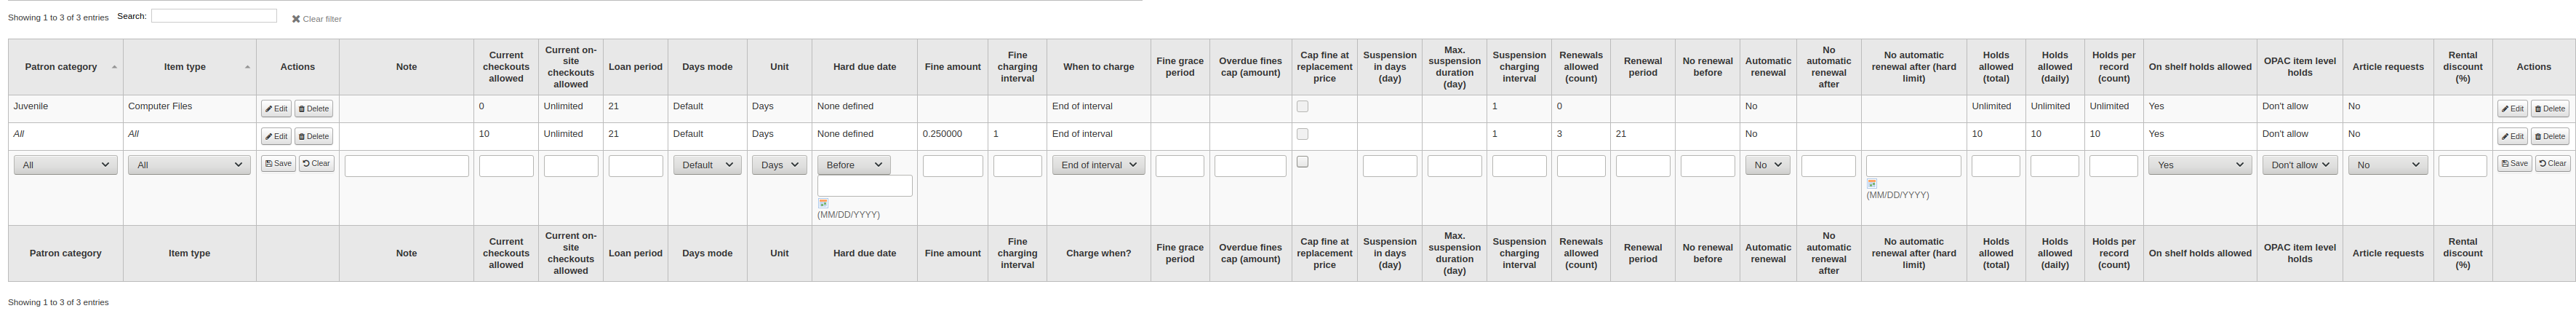 Showing 1 to 3 of 3 entries Search: Clear filter
Patron category Item type Actions Note Current checkouts allowed Current on-site checkouts allowed Loan period Days mode Unit Hard due date Fine amount Fine charging interval When to charge Fine grace period Overdue fines cap (amount) Cap fine at replacement price Suspension in days (day) Max. suspension duration (day) Suspension charging interval Renewals allowed (count) Renewal period No renewal before Automatic renewal No automatic renewal after No automatic renewal after (hard limit) Holds allowed (total) Holds allowed (daily) Holds per record (count) On shelf holds allowed OPAC item level holds Article requests Rental discount (%) Actions
Juvenile Computer Files Edit Delete 0 Unlimited 21 Default Days None defined End of interval 1 0 No Unlimited Unlimited Unlimited Yes Don't allow No Edit Delete
All All Edit Delete 10 Unlimited 21 Default Days None defined 0.250000 1 End of interval 1 3 21 No 10 10 10 Yes Don't allow No Edit Delete
All All Save Clear Default Days Before End of interval No Yes Don't allow No Save Clear
(MM/DD/YYYY) (MM/DD/YYYY)
Patron category Item type Note Current checkouts allowed Current on-site checkouts allowed Loan period Days mode Unit Hard due date Fine amount Fine charging interval Charge when? Fine grace period Overdue fines cap (amount) Cap fine at replacement price Suspension in days (day) Max. suspension duration (day) Suspension charging interval Renewals allowed (count) Renewal period No renewal before Automatic renewal No automatic renewal after No automatic renewal after (hard limit) Holds allowed (total) Holds allowed (daily) Holds per record (count) On shelf holds allowed OPAC item level holds Article requests Rental discount (%)
Showing 1 to 3 of 3 entries